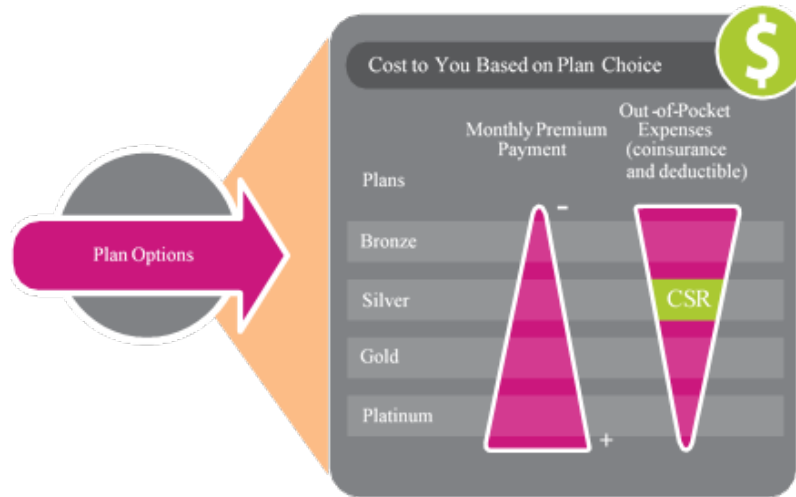 $
Cost to You Based on Plan Choice
Monthly Premium
Payment
Out-of-Pocket
Expenses
(coinsurance
and deductible)
Plans
-
Bronze
Plan Options
Silver
CSR
Gold
Platinum
+